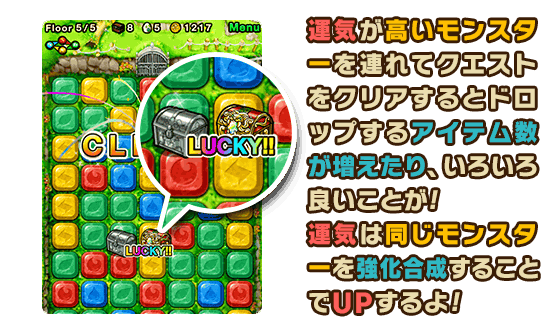 Floor 5/5 8 5 1217 Menu
CL
LUCKY!!
LUCKY!!
運気が高いモンスタ
ーを連れてクエスト
をクリアするとドロ
ップするアイテム数
が増えたり、いろいろ
良いことが!
運気は同じモンスタ
ーを強化合成すること
でUPするよ!